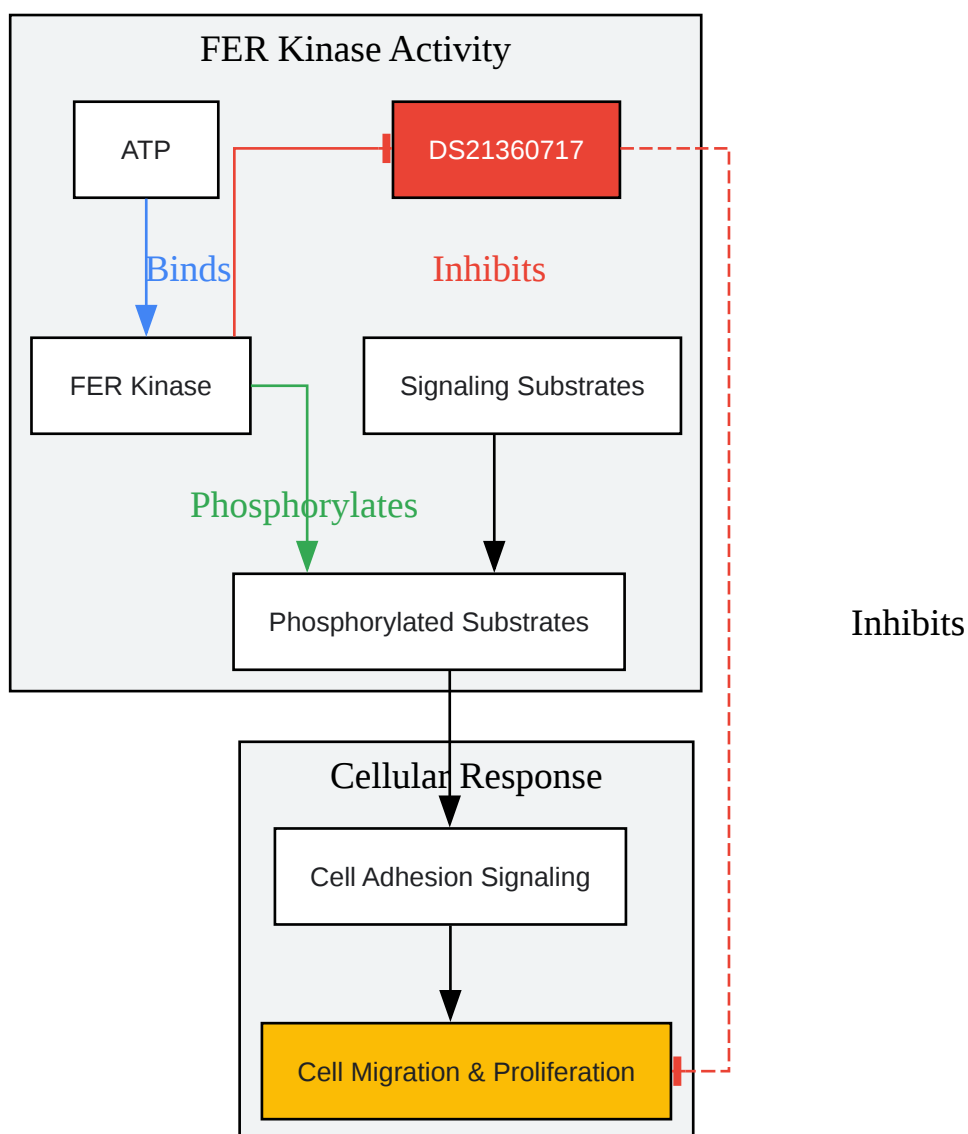 FER Kinase Activity
ATP
DS21360717
Binds
Inhibits
FER Kinase
Signaling Substrates
Phosphorylates
Phosphorylated Substrates
Inhibits
Cellular Response
Cell Adhesion Signaling
Cell Migration & Proliferation